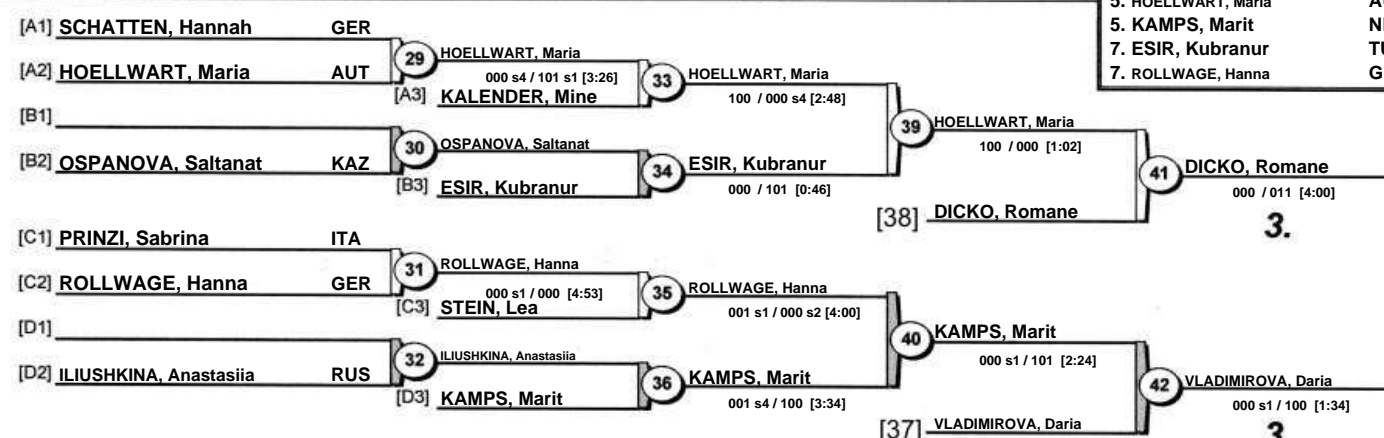 5. HOELLWART, Maria
5. KAMPS, Marit
7. ESIR, Kubranur
7. ROLLWAGE, Hanna G
[A1] SCHATTEN, Hannah GER
29 HOELLWART, Maria
000 s4 / 101 s1 [3:26]
[A2] HOELLWART, Maria AUT
[A3] KALENDER, Mine
33 HOELLWART, Maria
100 / 000 s4 [2:48]
[B1]
30 OSPANOVA, Saltanat
[B2] OSPANOVA, Saltanat KAZ
[B3] ESIR, Kubranur
34 ESIR, Kubranur
000 / 101 [0:46]
39 HOELLWART, Maria
100 / 000 [1:02]
[38] DICKO, Romane
41 DICKO, Romane
000 / 011 [4:00]
3.
[C1] PRINZI, Sabrina ITA
31 ROLLWAGE, Hanna
000 s1 / 000 [4:53]
[C2] ROLLWAGE, Hanna GER
[C3] STEIN, Lea
35 ROLLWAGE, Hanna
001 s1 / 000 s2 [4:00]
[D1]
32 ILIUSHKINA, Anastasiia
[D2] ILIUSHKINA, Anastasiia RUS
[D3] KAMPS, Marit
36 KAMPS, Marit
001 s4 / 100 [3:34]
40 KAMPS, Marit
000 s1 / 101 [2:24]
[37] VLADIMIROVA, Daria
42 VLADIMIROVA, Daria
000 s1 / 100 [1:34]
3